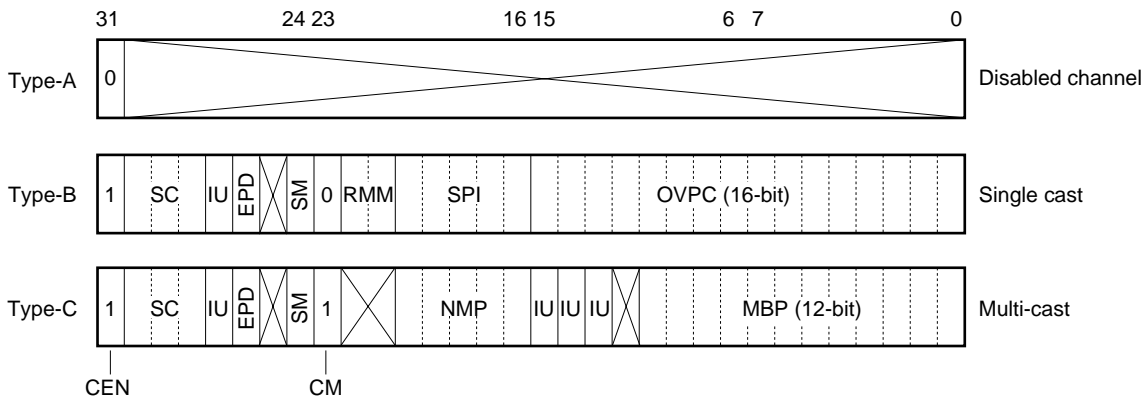 31 24 23 16 15 6 7 0
Type-A 0 Disabled channel
Type-B 1 SC IU EPD SM 0 RMM SPI OVPC (16-bit) Single cast
Type-C 1 SC IU EPD SM 1 NMP IU IU IU MBP (12-bit) Multi-cast
CEN CM